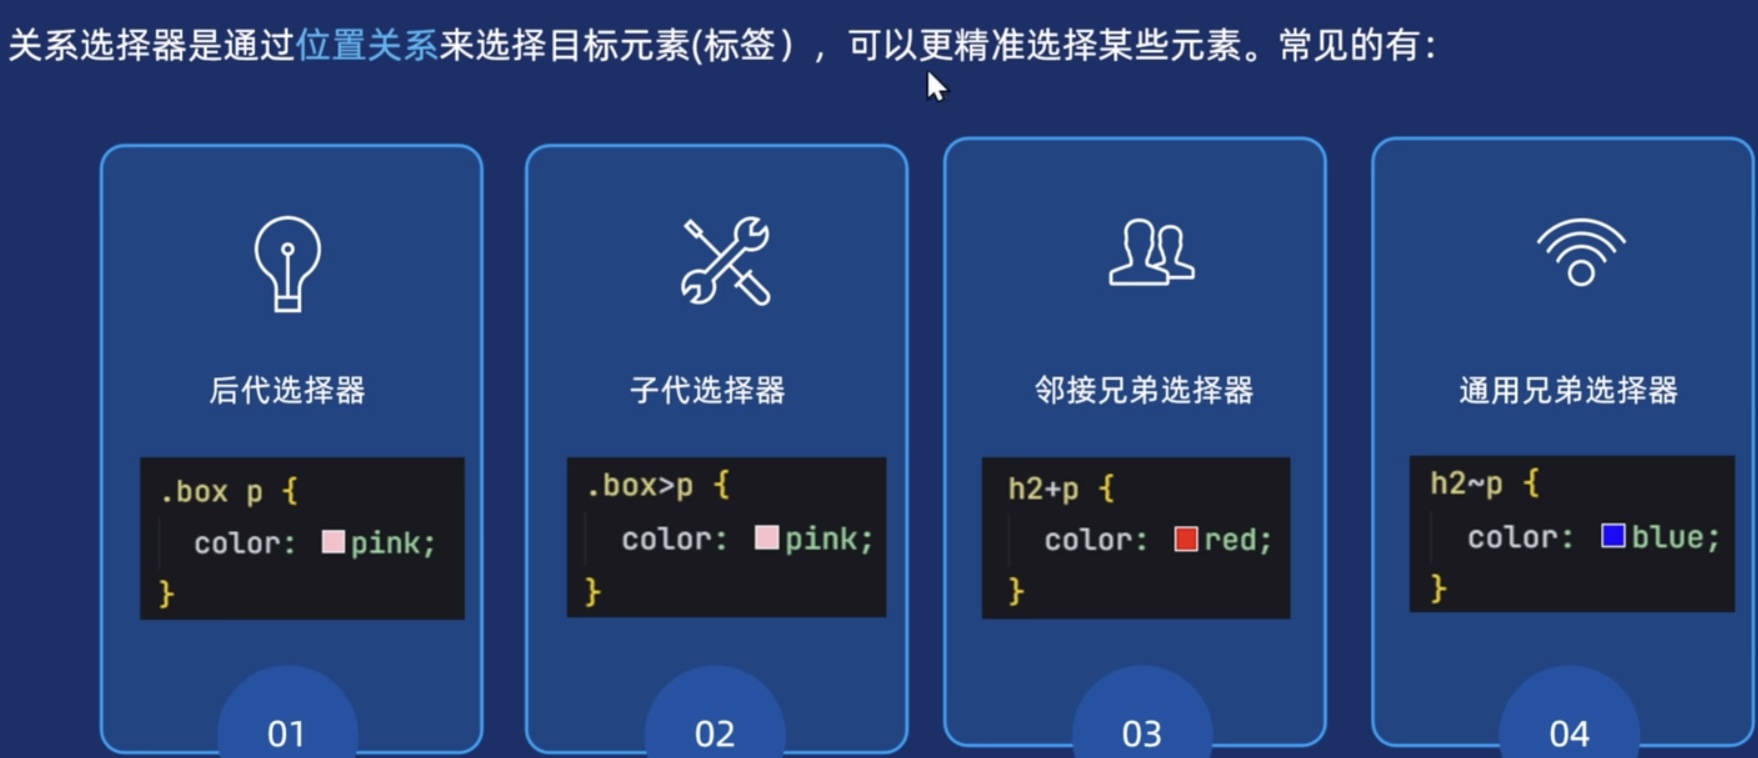 关系选择器是通过位置关系来选择目标元素(标签），可以更精准选择某些元素。常见的有：
后代选择器
.box p {
color: pink;
}
01
子代选择器
.box>p {
color: pink;
}
02
邻接兄弟选择器
h2+p {
color: red;
}
03
通用兄弟选择器
h2~p {
color: blue;
}
04